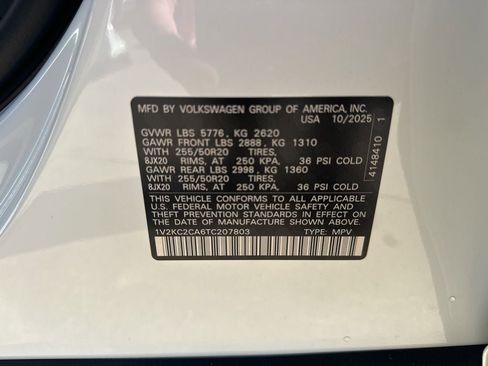 MFD BY VOLKSWAGEN GROUP OF AMERICA, INC.
USA 10/2025
GVWR LBS 5776, KG 2620
GAWR FRONT LBS 2888, KG 1310
WITH 255/50R20 TIRES,
8JX20 RIMS, AT 250 KPA, 36 PSI COLD
GAWR REAR LBS 2998, KG 1360
WITH 255/50R20 TIRES,
8JX20 RIMS, AT 250 KPA, 36 PSI COLD
THIS VEHICLE CONFORMS TO ALL APPLICABLE
U.S. FEDERAL MOTOR VEHICLE SAFETY AND
THEFT PREVENTION STANDARDS IN EFFECT ON
THE DATE OF MANUFACTURE SHOWN ABOVE.
1V2KC2CA6TC207803 TYPE: MPV
4148410 1